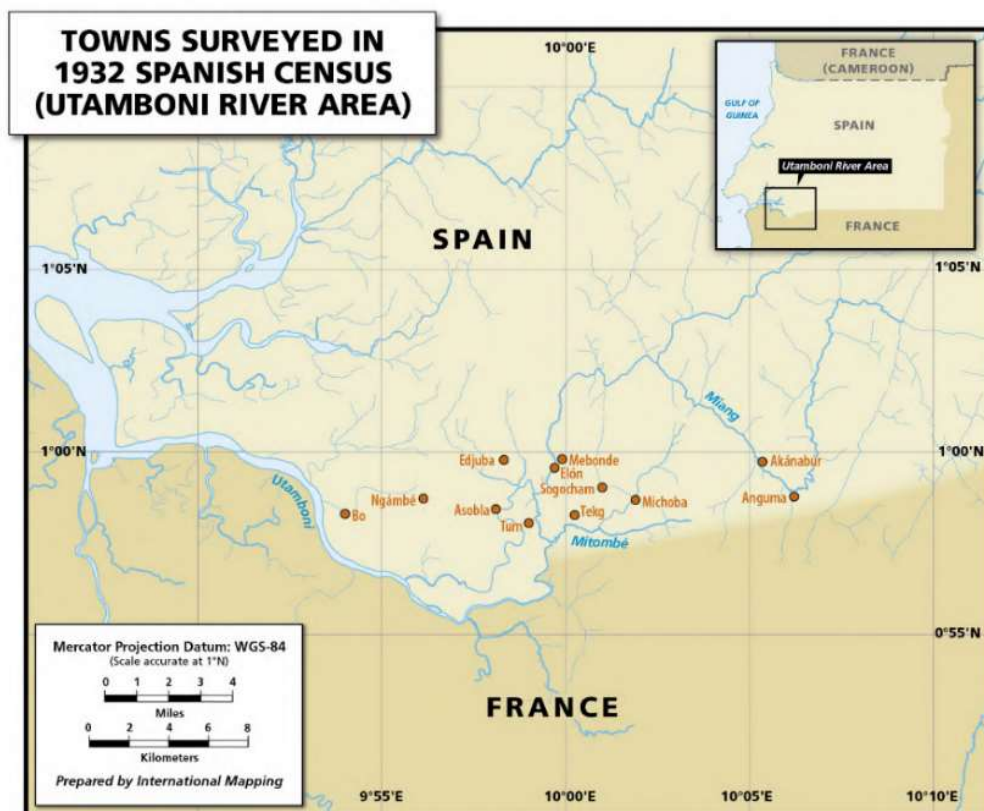 TOWNS SURVEYED IN
1932 SPANISH CENSUS
(UTAMBONI RIVER AREA)
10°00'E
FRANCE
(CAMEROON)
GULF OF
GUINEA
SPAIN
Utamboni River Area
FRANCE
SPAIN
1°05'N
1°05'N
Miang
1°00'N
1°00'N
Edjuba
Mebonde
Elón
Akánabur
Sogocham
Ngámbé
Michoba
Anguma
Utamboni
Bo
Asobla
Tekg
Tum
Mitombé
0°55'N
FRANCE
Mercator Projection Datum: WGS-84
(Scale accurate at 1°N)
0 1 2 3 4
Miles
0 2 4 6 8
Kilometers
Prepared by International Mapping
9°55'E
10°00'E
10°05'E
10°10'E